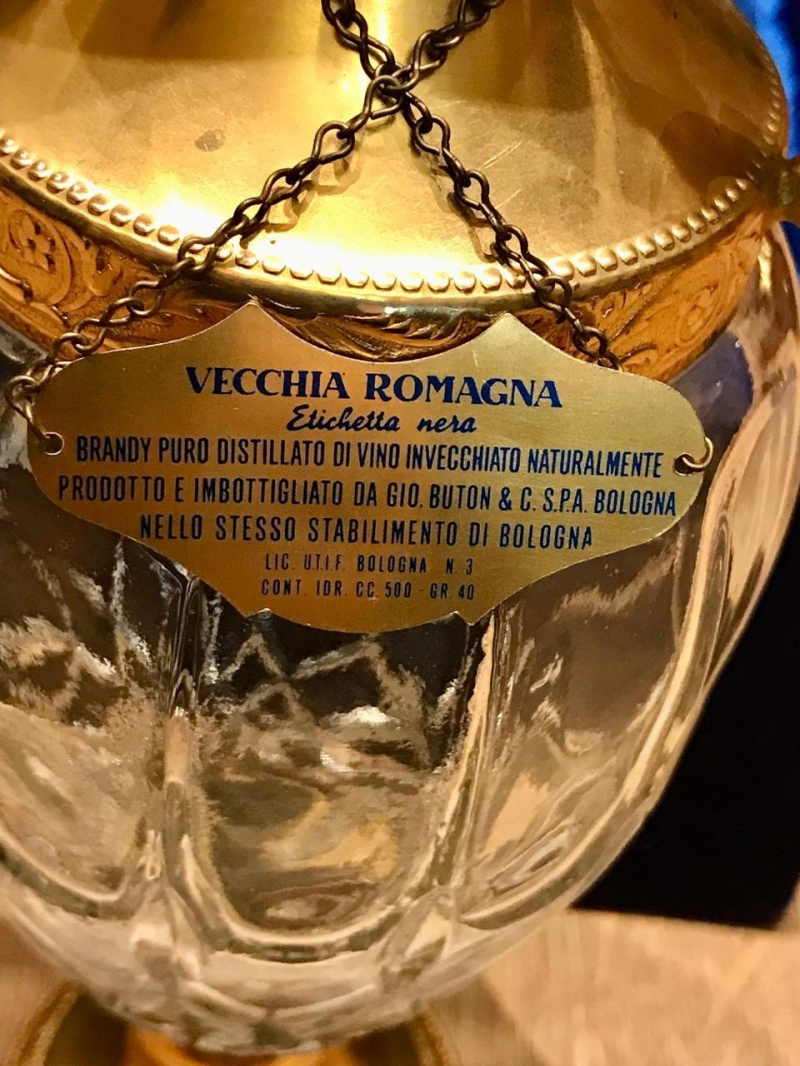 VECCHIA ROMAGNA
Etichetta nera
BRANDY PURO DISTILLATO DI VINO INVECCHIATO NATURALMENTE
PRODOTTO E IMBOTTIGLIATO DA GIO. BUTON & C. S.P.A. BOLOGNA
NELLO STESSO STABILIMENTO DI BOLOGNA
LIC. U.T.I.F. BOLOGNA N. 3
CONT. IDR. CC. 500 - GR. 40